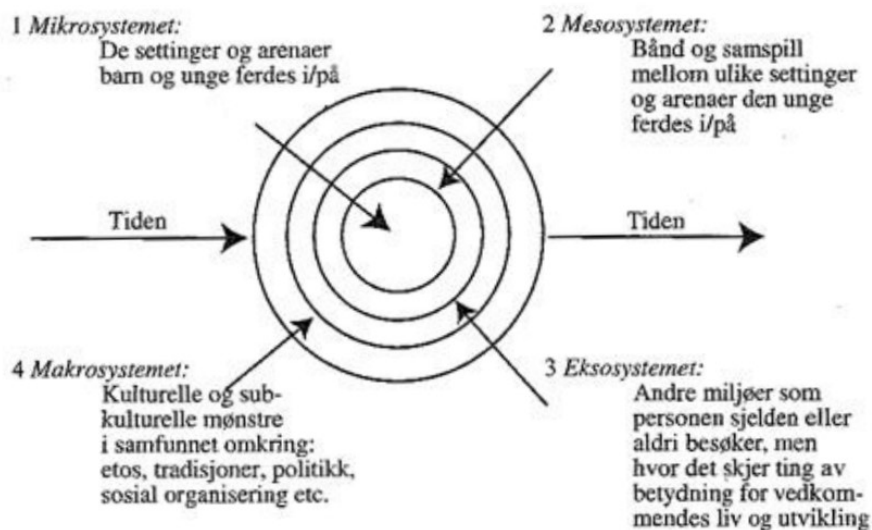 1 Mikrosystemet:
De settinger og arenaer
barn og unge ferdes i/på
2 Mesosystemet:
Bånd og samspill
mellom ulike settinger
og arenaer den unge
ferdes i/på
Tiden
Tiden
4 Makrosystemet:
Kulturelle og sub-
kulturelle mønstre
i samfunnet omkring:
etos, tradisjoner, politikk,
sosial organisering etc.
3 Eksosystemet:
Andre miljøer som
personen sjelden eller
aldri besøker, men
hvor det skjer ting av
betydning for vedkom-
mendes liv og utvikling